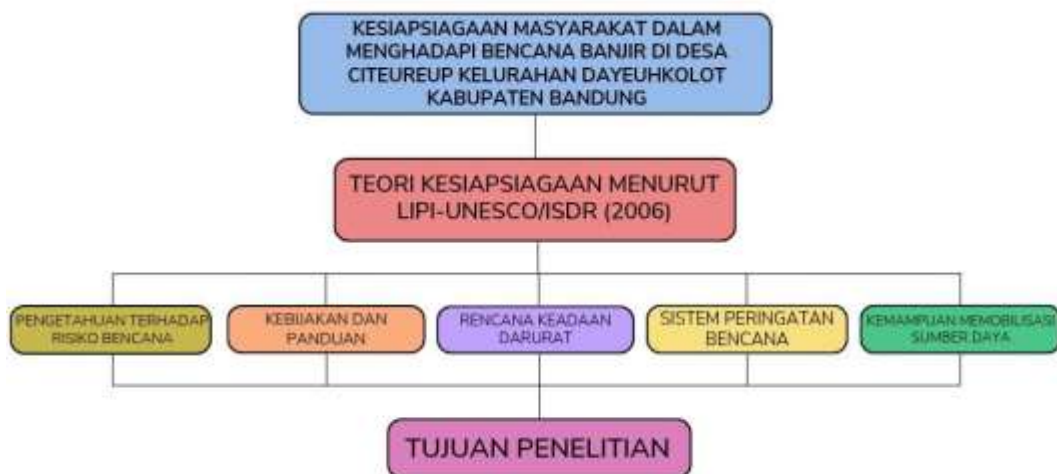 KESIAPSIAGAAN MASYARAKAT DALAM
MENGHADAPI BENCANA BANJIR DI DESA
CITEUREUP KELURAHAN DAYEUHKOLOT
KABUPATEN BANDUNG
TEORI KESIAPSIAGAAN MENURUT
LIPI-UNESCO/ISDR (2006)
PENGETAHUAN TERHADAP
RISIKO BENCANA
KEBIJAKAN DAN
PANDUAN
RENCANA KEADAAN
DARURAT
SISTEM PERINGATAN
BENCANA
KEMAMPUAN MEMOBILISASI
SUMBER DAYA
TUJUAN PENELITIAN